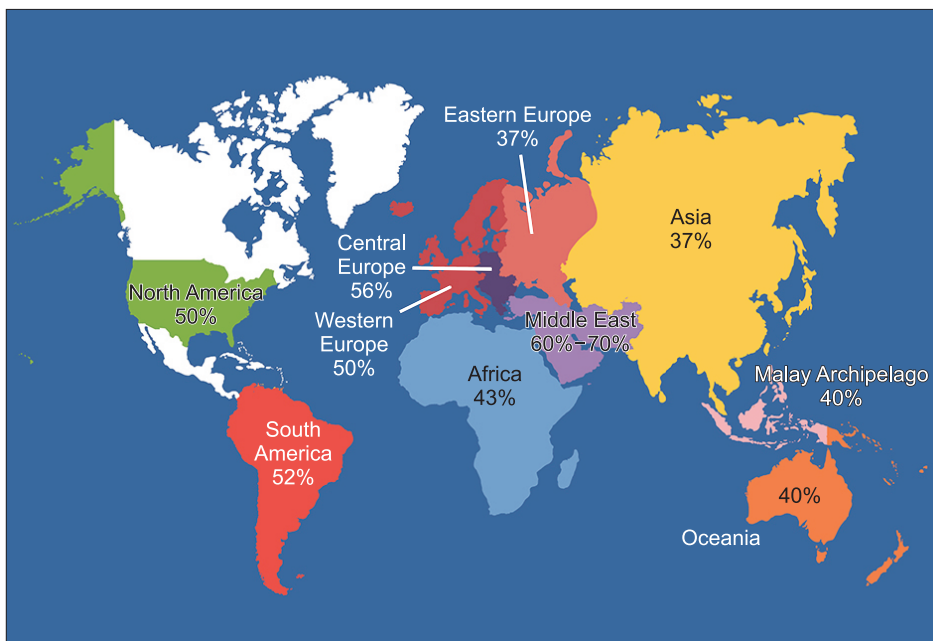 Eastern Europe
37%
Asia
37%
Central
Europe
56%
North America
50%
Western
Europe
50%
Middle East
60%–70%
Malay Archipelago
40%
Africa
43%
South
America
52%
40%
Oceania